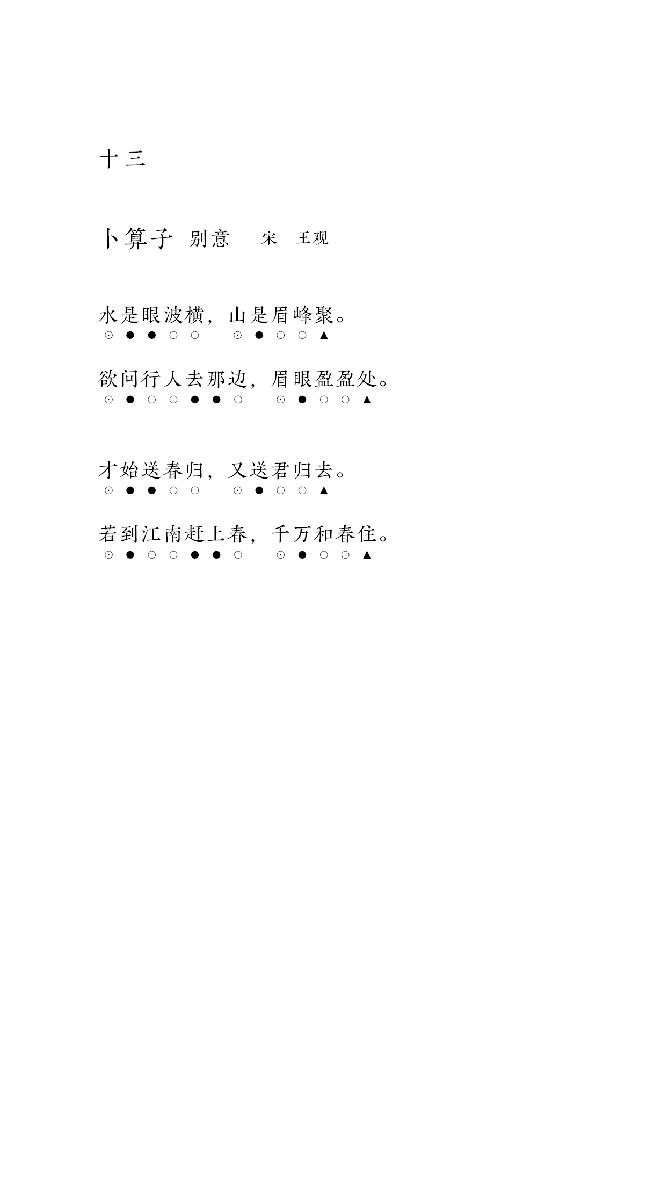 十三
卜算子 别意 宋 王观
水是眼波横，山是眉峰聚。
⊙●●○○ ⊙●○○▲
欲问行人去那边，眉眼盈盈处。
⊙●○○●●○ ⊙●○○▲
才始送春归，又送君归去。
⊙●●○○ ⊙●○○▲
若到江南赶上春，千万和春住。
⊙●○○●●○ ⊙●○○▲